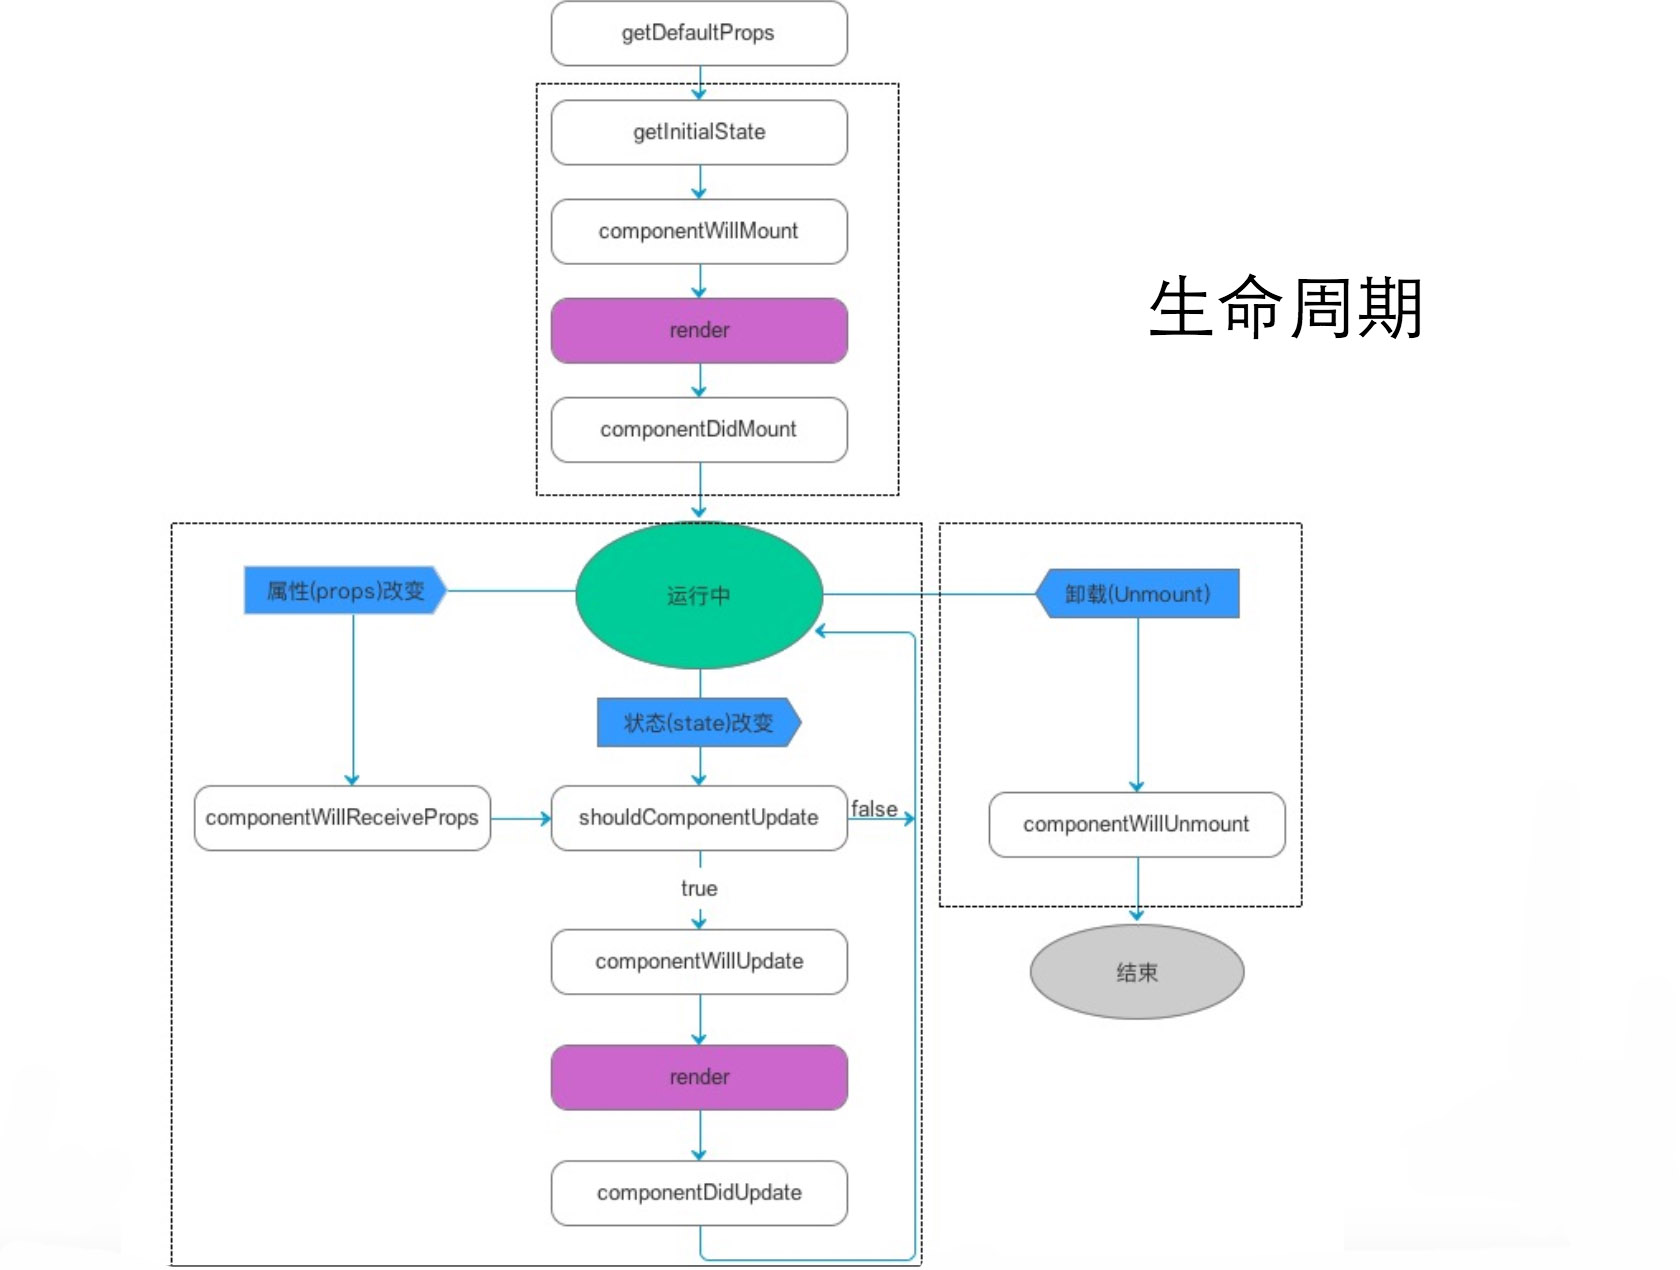 getDefaultProps
getInitialState
componentWillMount
render
componentDidMount
生命周期
属性(props)改变
运行中
卸载(Unmount)
状态(state)改变
componentWillReceiveProps
shouldComponentUpdate
false
componentWillUnmount
true
componentWillUpdate
结束
render
componentDidUpdate